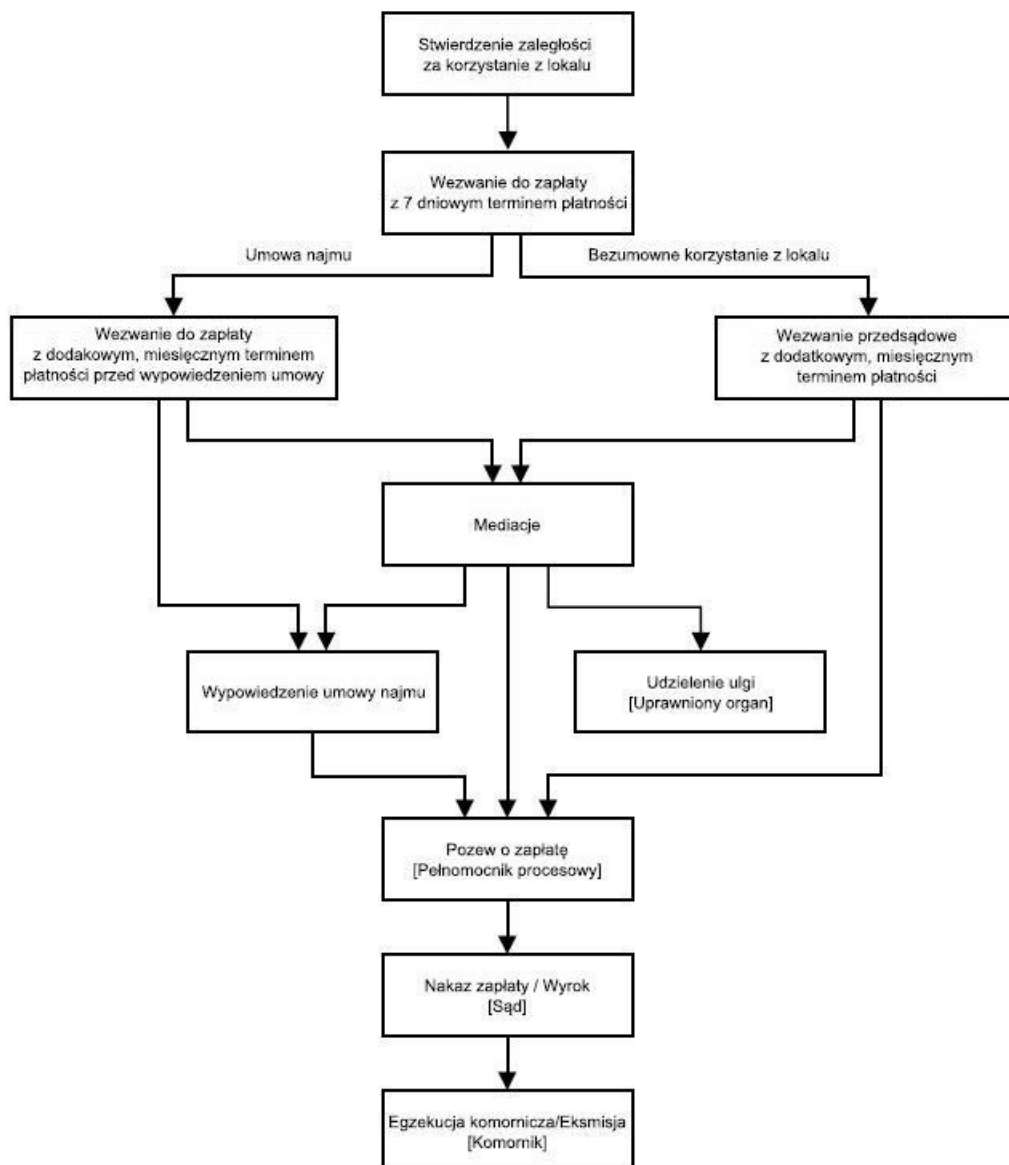 Stwierdzenie zaległości
za korzystanie z lokalu
Wezwanie do zapłaty
z 7 dniowym terminem płatności
Umowa najmu
Bezumowne korzystanie z lokalu
Wezwanie do zapłaty
z dodakowym, miesięcznym terminem
płatności przed wypowiedzeniem umowy
Wezwanie przedsądowe
z dodatkowym, miesięcznym
terminem płatności
Mediacje
Wypowiedzenie umowy najmu
Udzielenie ulgi
[Uprawniony organ]
Pozew o zapłatę
[Pełnomocnik procesowy]
Nakaz zapłaty / Wyrok
[Sąd]
Egzekucja komornicza/Eksmisja
[Komornik]